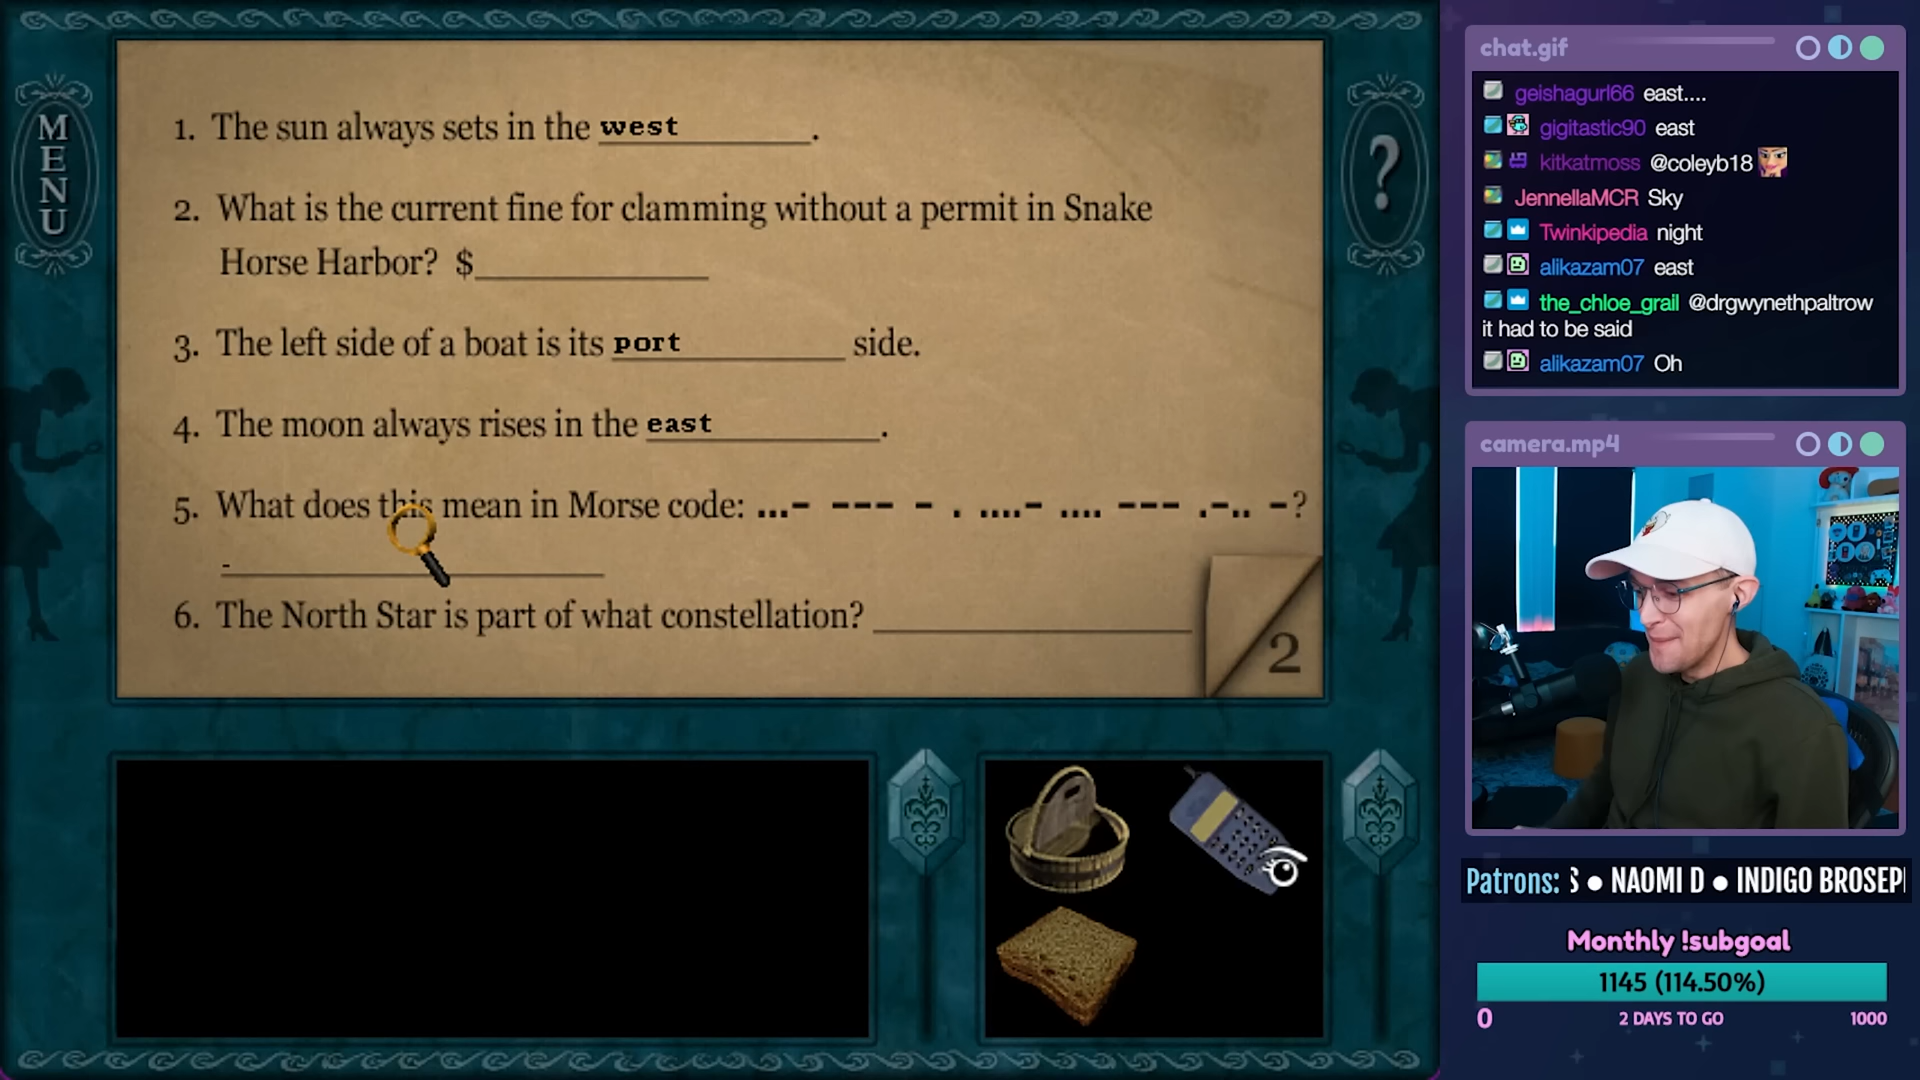 MENU
?
1. The sun always sets in the west.
2. What is the current fine for clamming without a permit in Snake
Horse Harbor? $
3. The left side of a boat is its port side.
4. The moon always rises in the east.
5. What does this mean in Morse code: ...- --- - . ....- .... --- .-.. -?
-
6. The North Star is part of what constellation?
2
chat.gif
geishagurl66 east....
gigitastic90 east
kitkatmoss @coleyb18
JennellaMCR Sky
Twinkipedia night
alikazam07 east
the_chloe_grail @drgwynethpaltrow
it had to be said
alikazam07 Oh
camera.mp4
Patrons: S ● NAOMI D ● INDIGO BROSEP
Monthly !subgoal
1145 (114.50%)
0 2 DAYS TO GO 1000